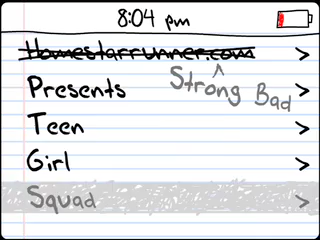 8:04 pm
Homestarrunner.com >
Strong Bad
Presents >
Teen >
Girl >
Squad >